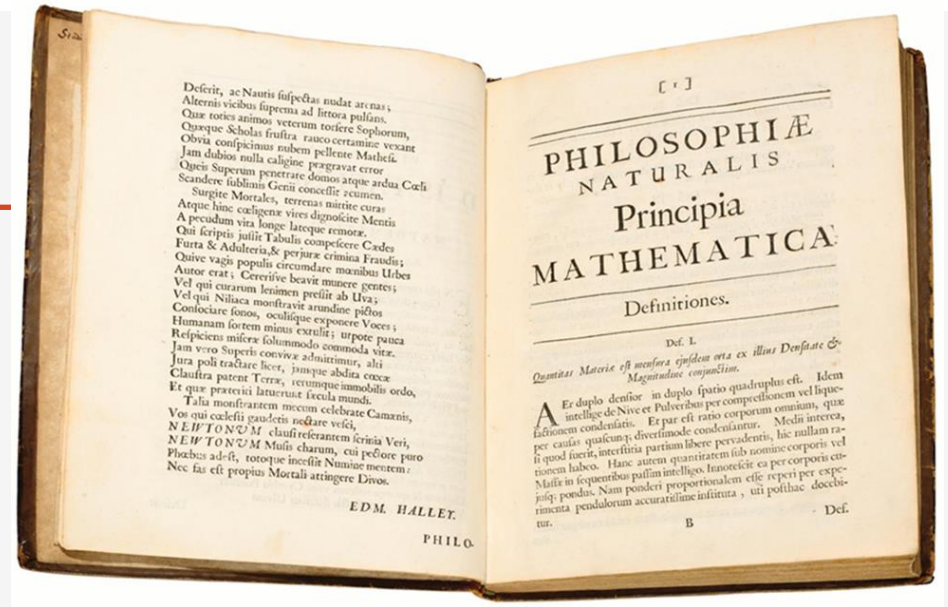 Deserit, ac Nautis suspectas nudat arenas;
Alternis vicibus suprema ad littora pulsans.
Quæ toties animos veterum torsere Sophorum,
Quæque Scholas frustra rauco certamine vexant
Obvia conspicimus nubem pellente Mathesi.
Jam dubios nulla caligine prægravat error
Queis Superum penetrare domos atque ardua Cœli
Scandere sublimis Genii concessit acumen.
Surgite Mortales, terrenas mittite curas
Atque hinc cœligenæ vires dignoscite Mentis
A pecudum vita longe lateque remotæ.
Qui scriptis jussit Tabulis compescere Cædes
Furta & Adulteria, & perjuræ crimina Fraudis;
Quive vagis populis circumdare mœnibus Urbes
Autor erat; Cererisve beavit munere gentes;
Vel qui curarum lenimen pressit ab Uva;
Vel qui Niliaca monstravit arundine pictos
Consociare sonos, oculisque exponere Voces;
Humanam sortem minus extulit; utpote pauca
Respiciens miseræ solummodo commoda vitæ.
Jam vero Superis convivæ admittimur, alti
Jura poli tractare licet, jamque abdita cœcæ
Claustra patent Terræ, rerumque immobilis ordo,
Et quæ præteriti latuerunt sæcula mundi.
Talia monstrantem mecum celebrate Camænis,
Vos qui cœlesti gaudetis nectare vesci,
NEWTONVM clausi reserantem scrinia Veri,
NEWTONVM Musis charum, cui pectore puro
Phœbus adest, totoque incessit Numine mentem:
Nec fas est propius Mortali attingere Divos.
EDM. HALLEY.
PHILO-
[ 1 ]
PHILOSOPHIÆ
NATURALIS
Principia
MATHEMATICA.
Definitiones.
Def. I.
Quantitas Materiæ est mensura ejusdem orta ex illius Densitate &
Magnitudine conjunctim.
AEr duplo densior in duplo spatio quadruplus est. Idem
intellige de Nive et Pulveribus per compressionem vel lique-
factionem condensatis. Et par est ratio corporum omnium, quæ
per causas quascunq; diversimode condensantur. Medii interea,
si quod fuerit, interstitia partium libere pervadentis, hic nullam ra-
tionem habeo. Hanc autem quantitatem sub nomine corporis vel
Massæ in sequentibus passim intelligo. Innotescit ea per corporis cu-
jusq; pondus. Nam ponderi proportionalem esse reperi per expe-
rimenta pendulorum accuratissime instituta, uti posthac docebi-
tur.
B
Def.